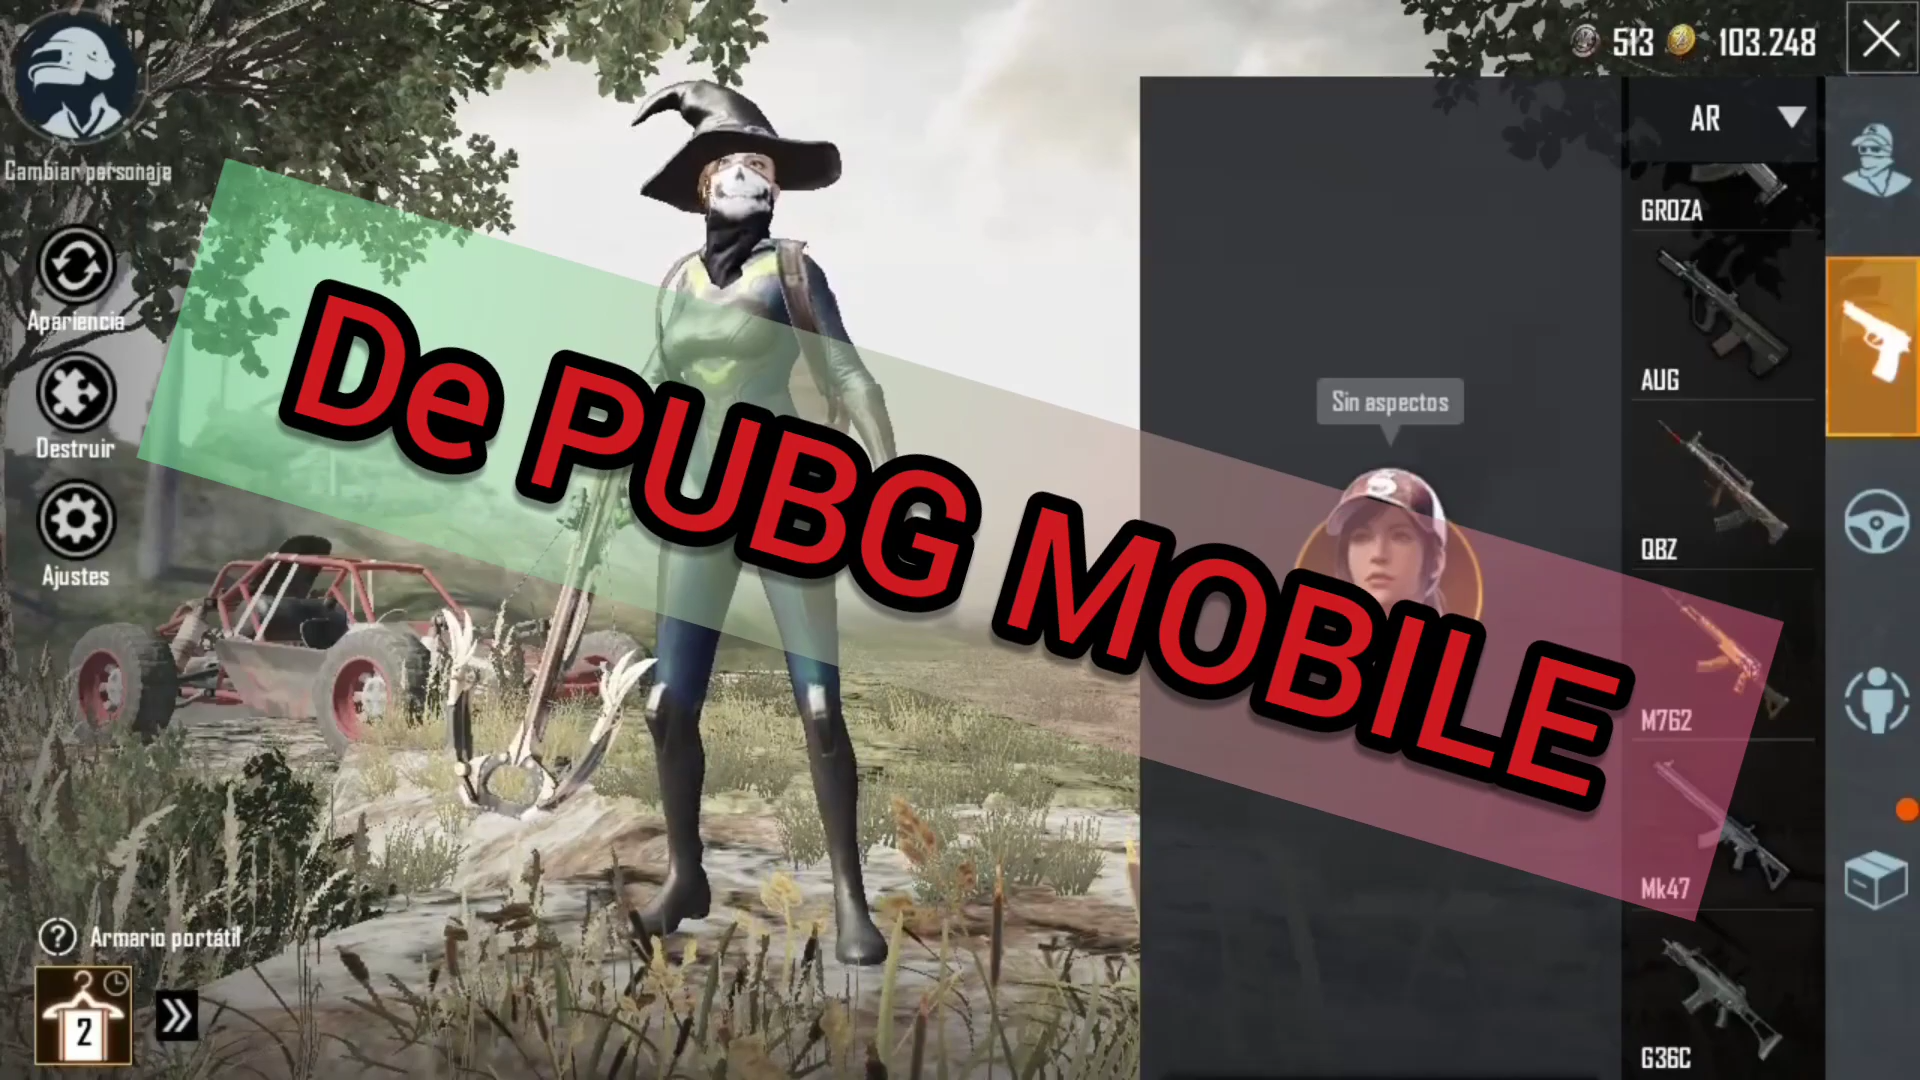 513
103.248
Cambiar personaje
Apariencia
Destruir
Ajustes
De PUBG MOBILE
Sin aspectos
AR
GROZA
AUG
QBZ
M762
Mk47
G36C
? Armario portátil
2